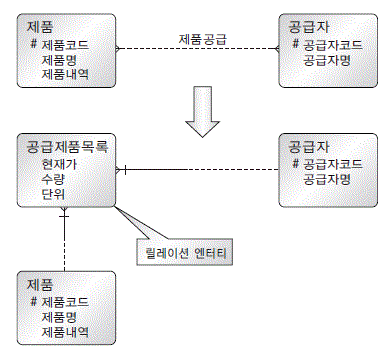 제품
# 제품코드
제품명
제품내역
제품공급
공급자
# 공급자코드
공급자명
공급제품목록
현재가
수량
단위
공급자
# 공급자코드
공급자명
릴레이션 엔터티
제품
# 제품코드
제품명
제품내역